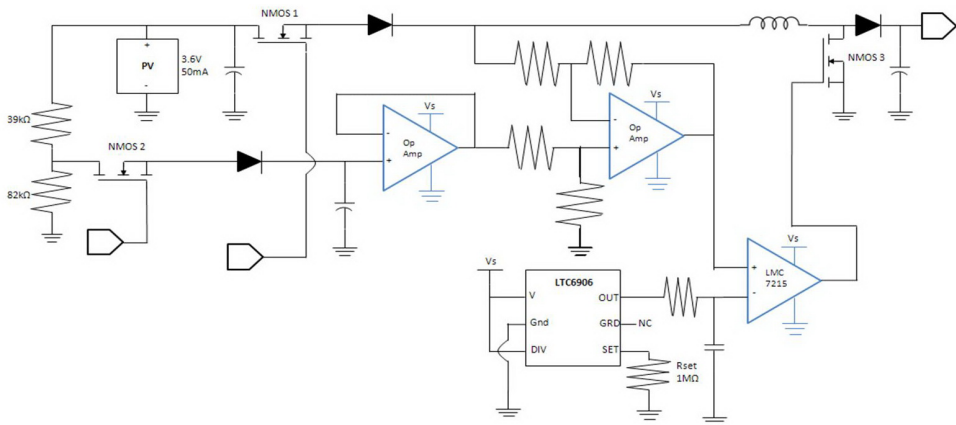 NMOS 1
+
PV
-
3.6V
50mA
NMOS 3
39kΩ
Vs
-
Op
Amp
+
Vs
-
Op
Amp
+
NMOS 2
82kΩ
Vs
LTC6906
V
OUT
Gnd
GRD
NC
DIV
SET
Rset
1MΩ
Vs
+
LMC
7215
-